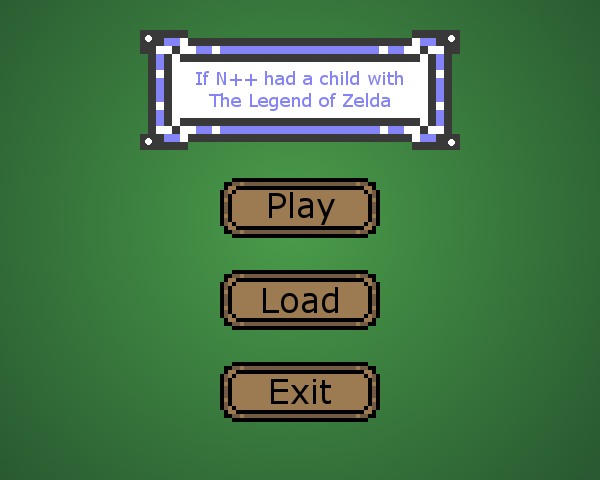 If N++ had a child with
The Legend of Zelda
Play
Load
Exit